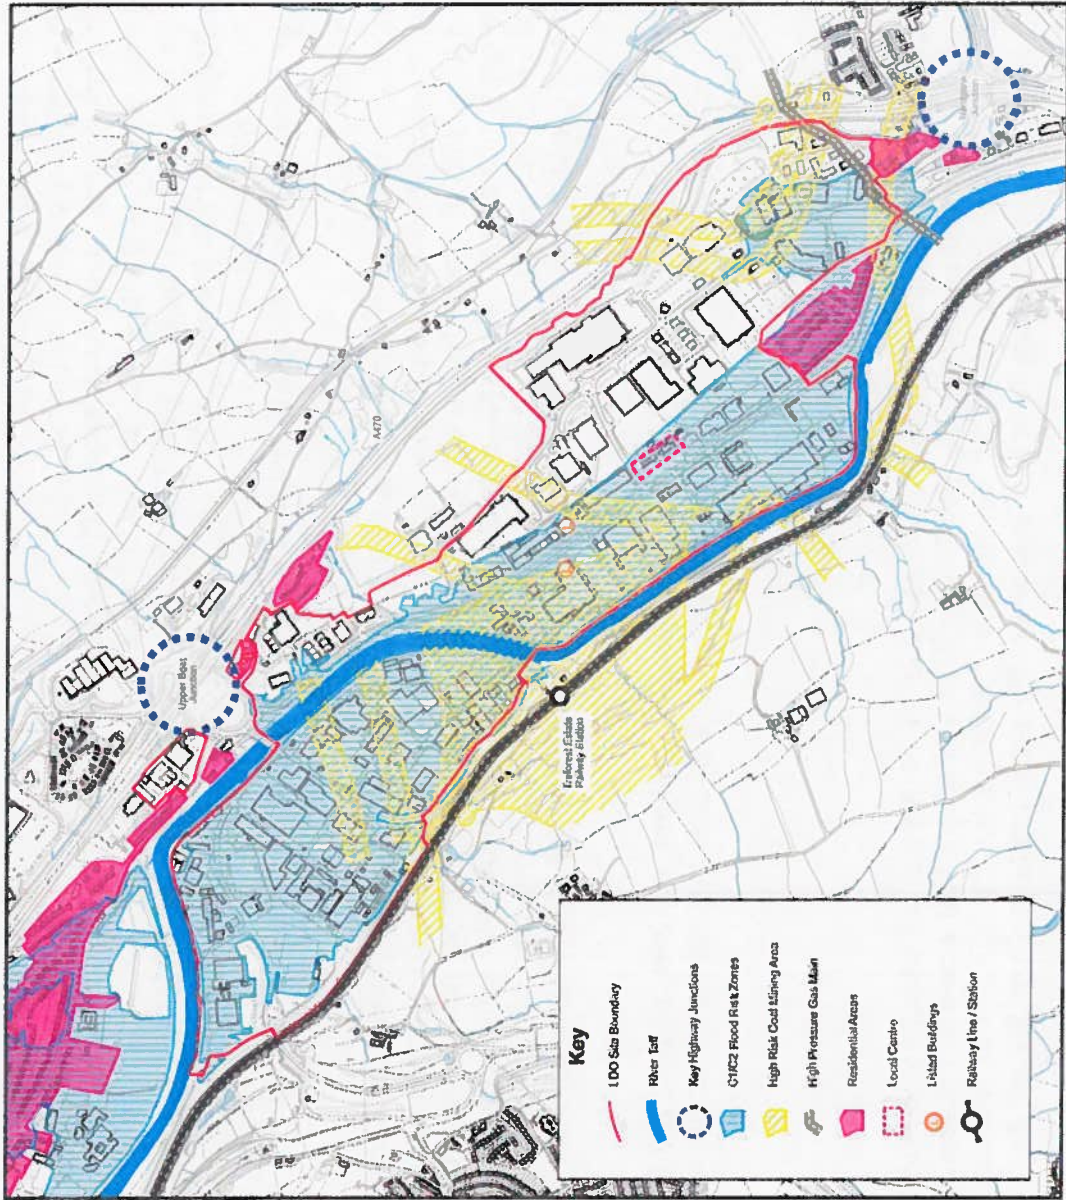 A470
Upper Boat
Junction
Treforest Estate
Railway Station
Key
LDO Site Boundary
River Taff
Key Highway Junctions
C1/C2 Flood Risk Zones
High Risk Coal Mining Area
High Pressure Gas Main
Residential Areas
Local Centre
Listed Buildings
Railway Line / Station